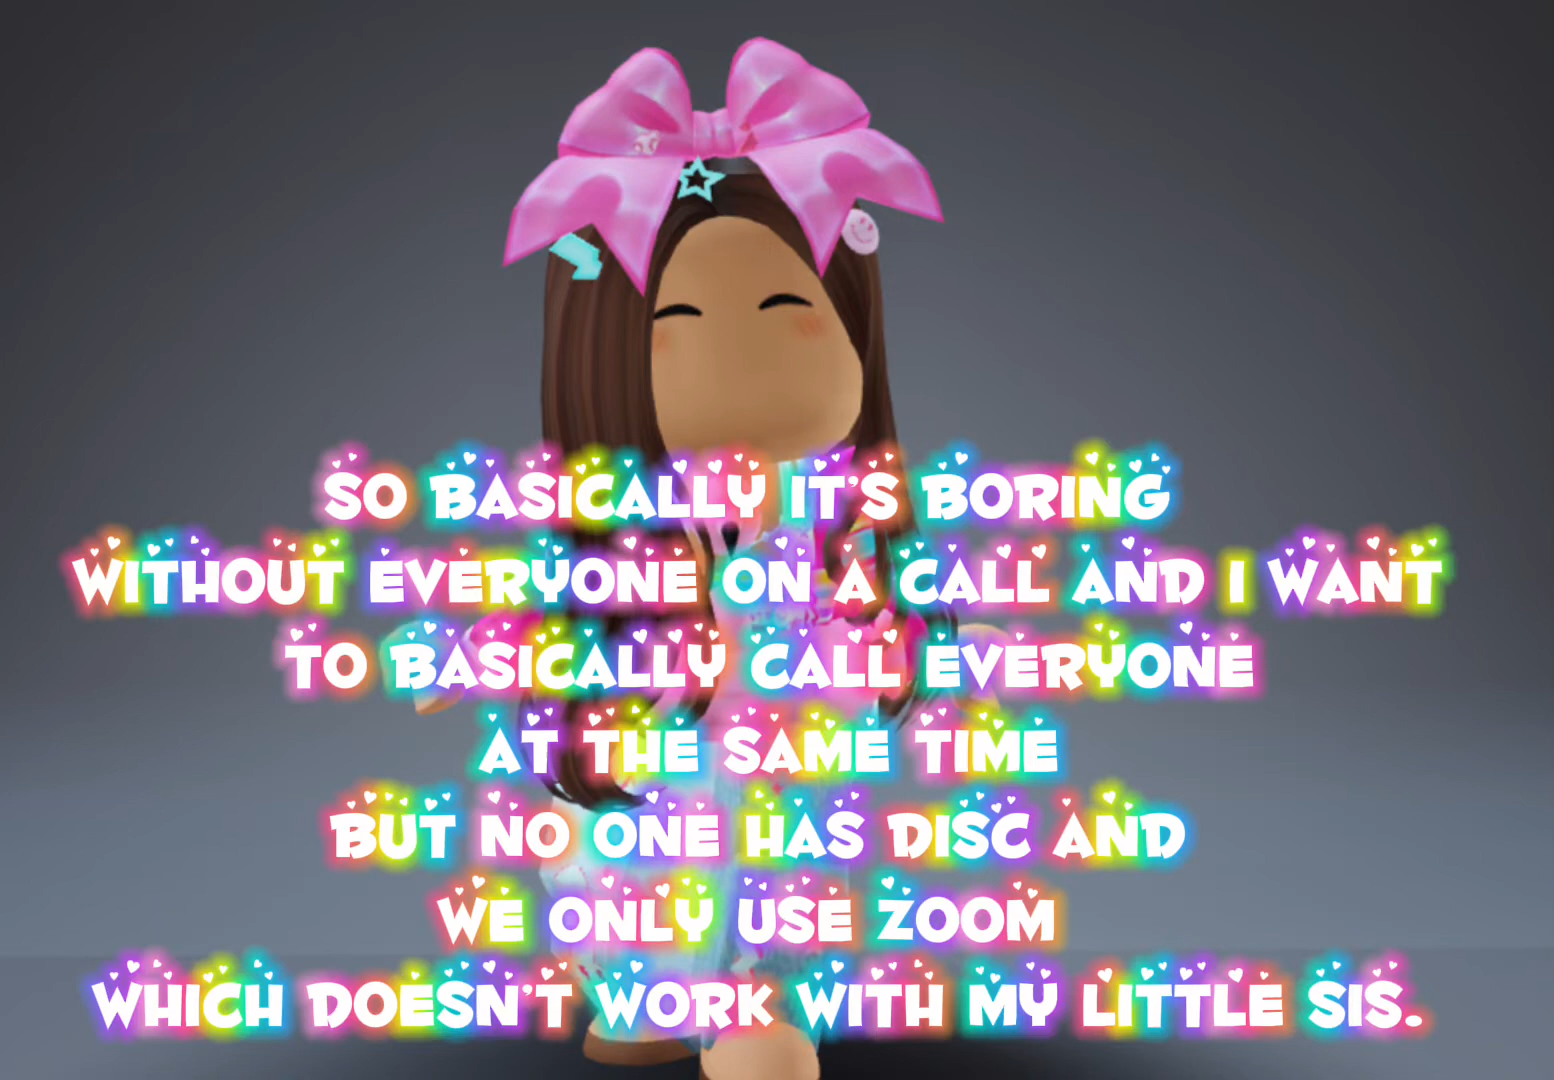 SO BASICALLY IT'S BORING
WITHOUT EVERYONE ON A CALL AND I WANT
TO BASICALLY CALL EVERYONE
AT THE SAME TIME
BUT NO ONE HAS DISC AND
WE ONLY USE ZOOM
WHICH DOESN'T WORK WITH MY LITTLE SIS.